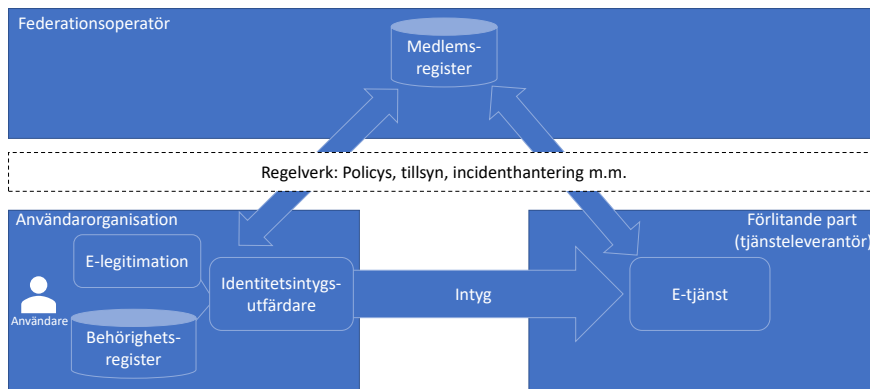 Federationsoperatör
Medlems-
register
Regelverk: Policys, tillsyn, incidenthantering m.m.
Användarorganisation
E-legitimation
Användare
Behörighets-
register
Identitetsintygs-
utfärdare
Intyg
Förlitande part
(tjänsteleverantör)
E-tjänst